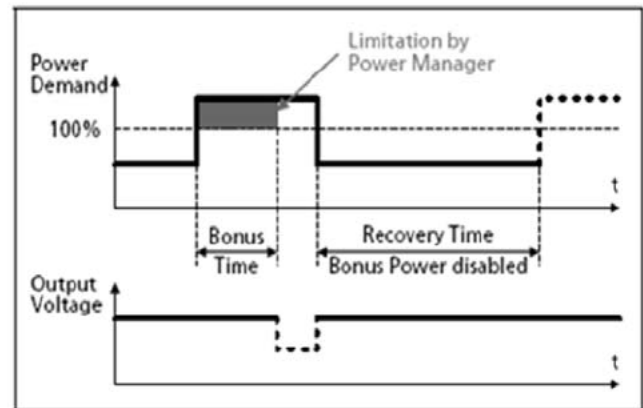 Limitation by
Power Manager
Power
Demand
100%
t
Bonus
Time
Recovery Time
Bonus Power disabled
Output
Voltage
t